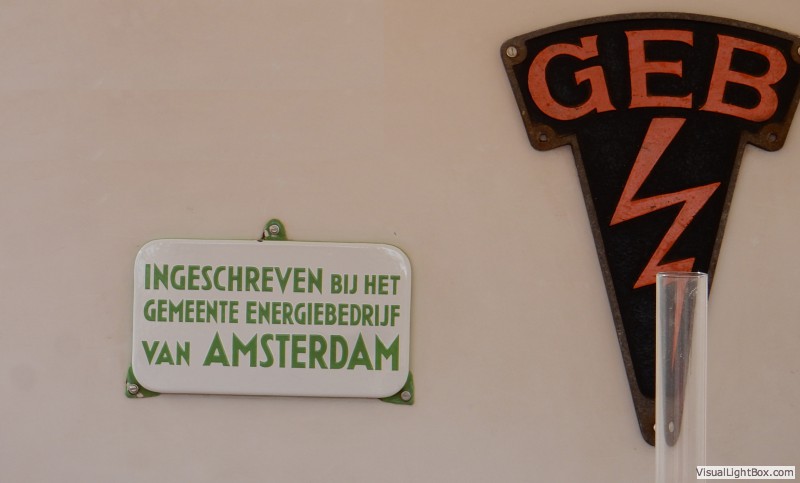 GEB
INGESCHREVEN BIJ HET
GEMEENTE ENERGIEBEDRIJF
VAN AMSTERDAM
VisualLightBox.com